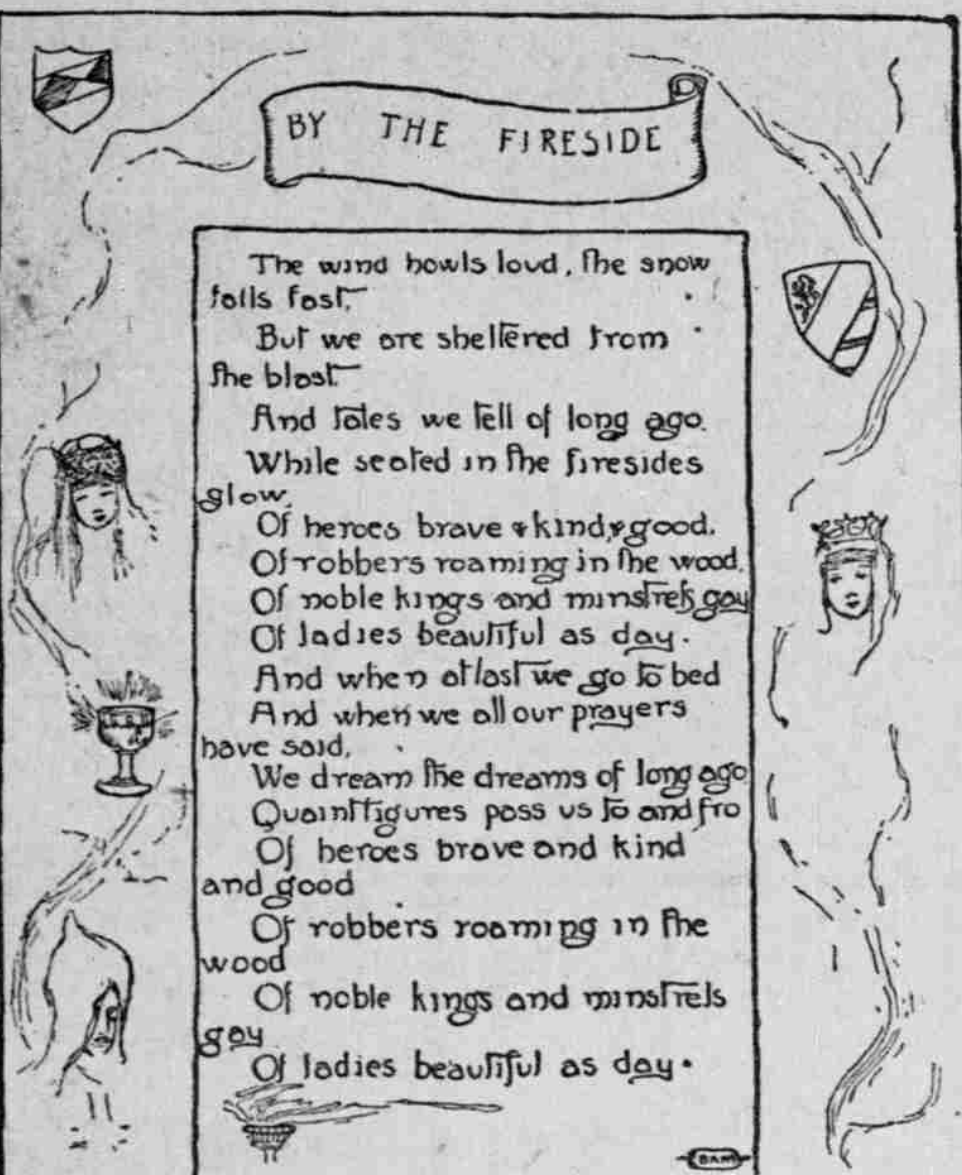 BY THE FIRESIDE
The wind howls loud, the snow
falls fast,
But we are sheltered from
the blast
And tales we tell of long ago.
While seated in the firesides
glow.
Of heroes brave & kind, & good.
Of robbers roaming in the wood.
Of noble kings and minstrels gay
Of ladies beautiful as day.
And when at last we go to bed
And when we all our prayers
have said.
We dream the dreams of long ago
Quaint figures pass us to and fro
Of heroes brave and kind
and good
Of robbers roaming in the
wood
Of noble kings and minstrels
gay
Of ladies beautiful as day.